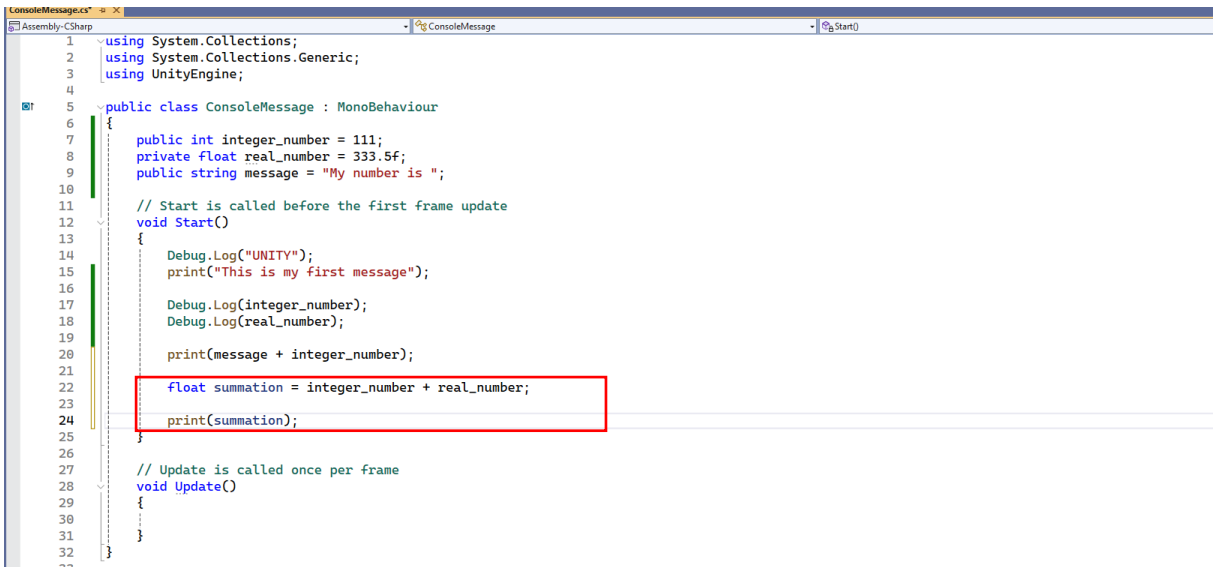 ConsoleMessage.cs*
Assembly-CSharp ConsoleMessage Start()
1 using System.Collections;
2 using System.Collections.Generic;
3 using UnityEngine;
4
5 public class ConsoleMessage : MonoBehaviour
6 {
7 public int integer_number = 111;
8 private float real_number = 333.5f;
9 public string message = "My number is ";
10
11 // Start is called before the first frame update
12 void Start()
13 {
14 Debug.Log("UNITY");
15 print("This is my first message");
16
17 Debug.Log(integer_number);
18 Debug.Log(real_number);
19
20 print(message + integer_number);
21
22 float summation = integer_number + real_number;
23
24 print(summation);
25 }
26
27 // Update is called once per frame
28 void Update()
29 {
30
31 }
32 }